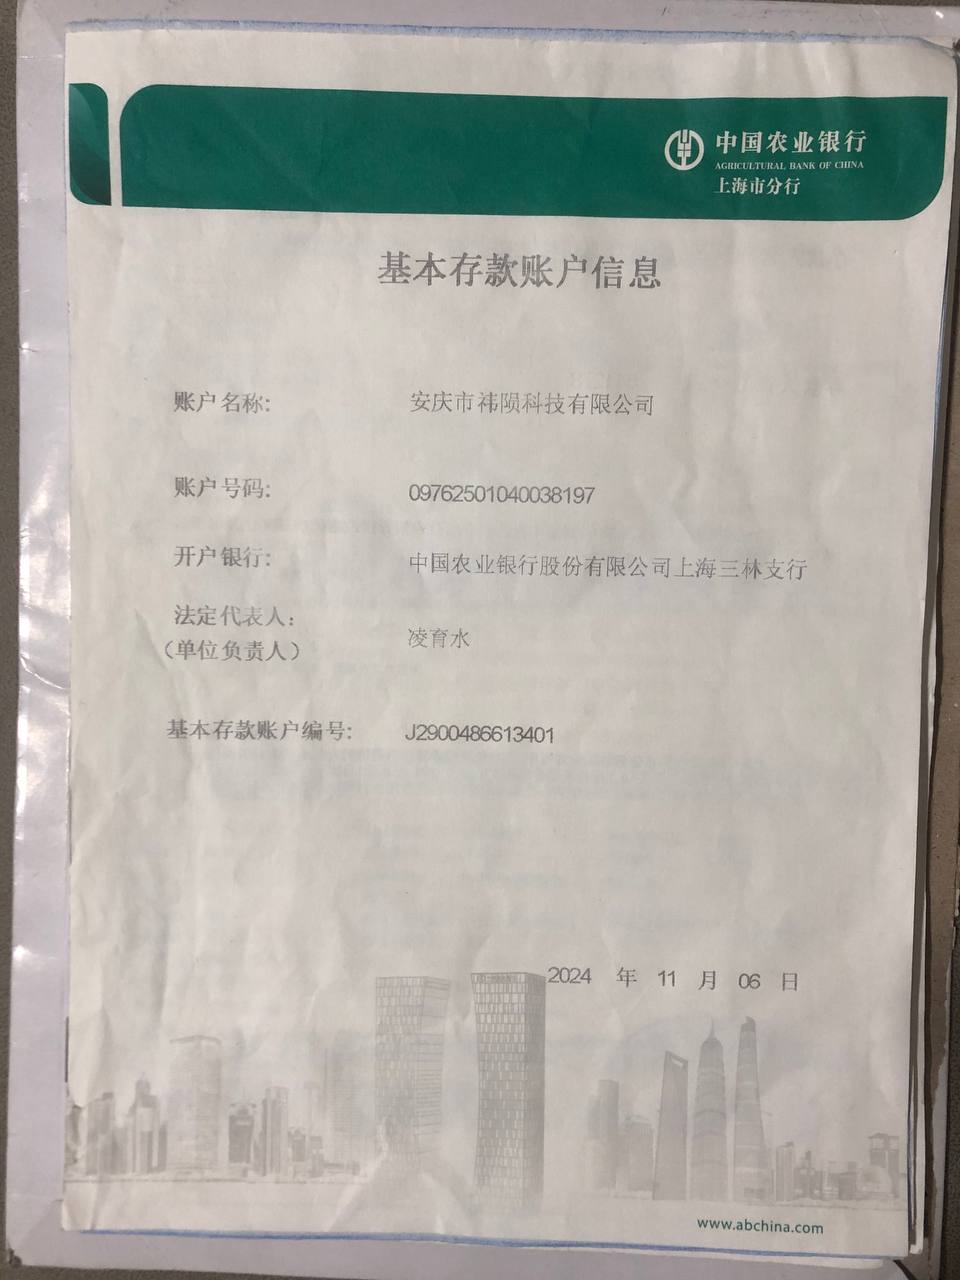 中国农业银行
AGRICULTURAL BANK OF CHINA
上海市分行
基本存款账户信息
账户名称: 安庆市祎陨科技有限公司
账户号码: 09762501040038197
开户银行: 中国农业银行股份有限公司上海三林支行
法定代表人:
（单位负责人） 凌育水
基本存款账户编号: J2900486613401
2024 年 11 月 06 日
www.abchina.com